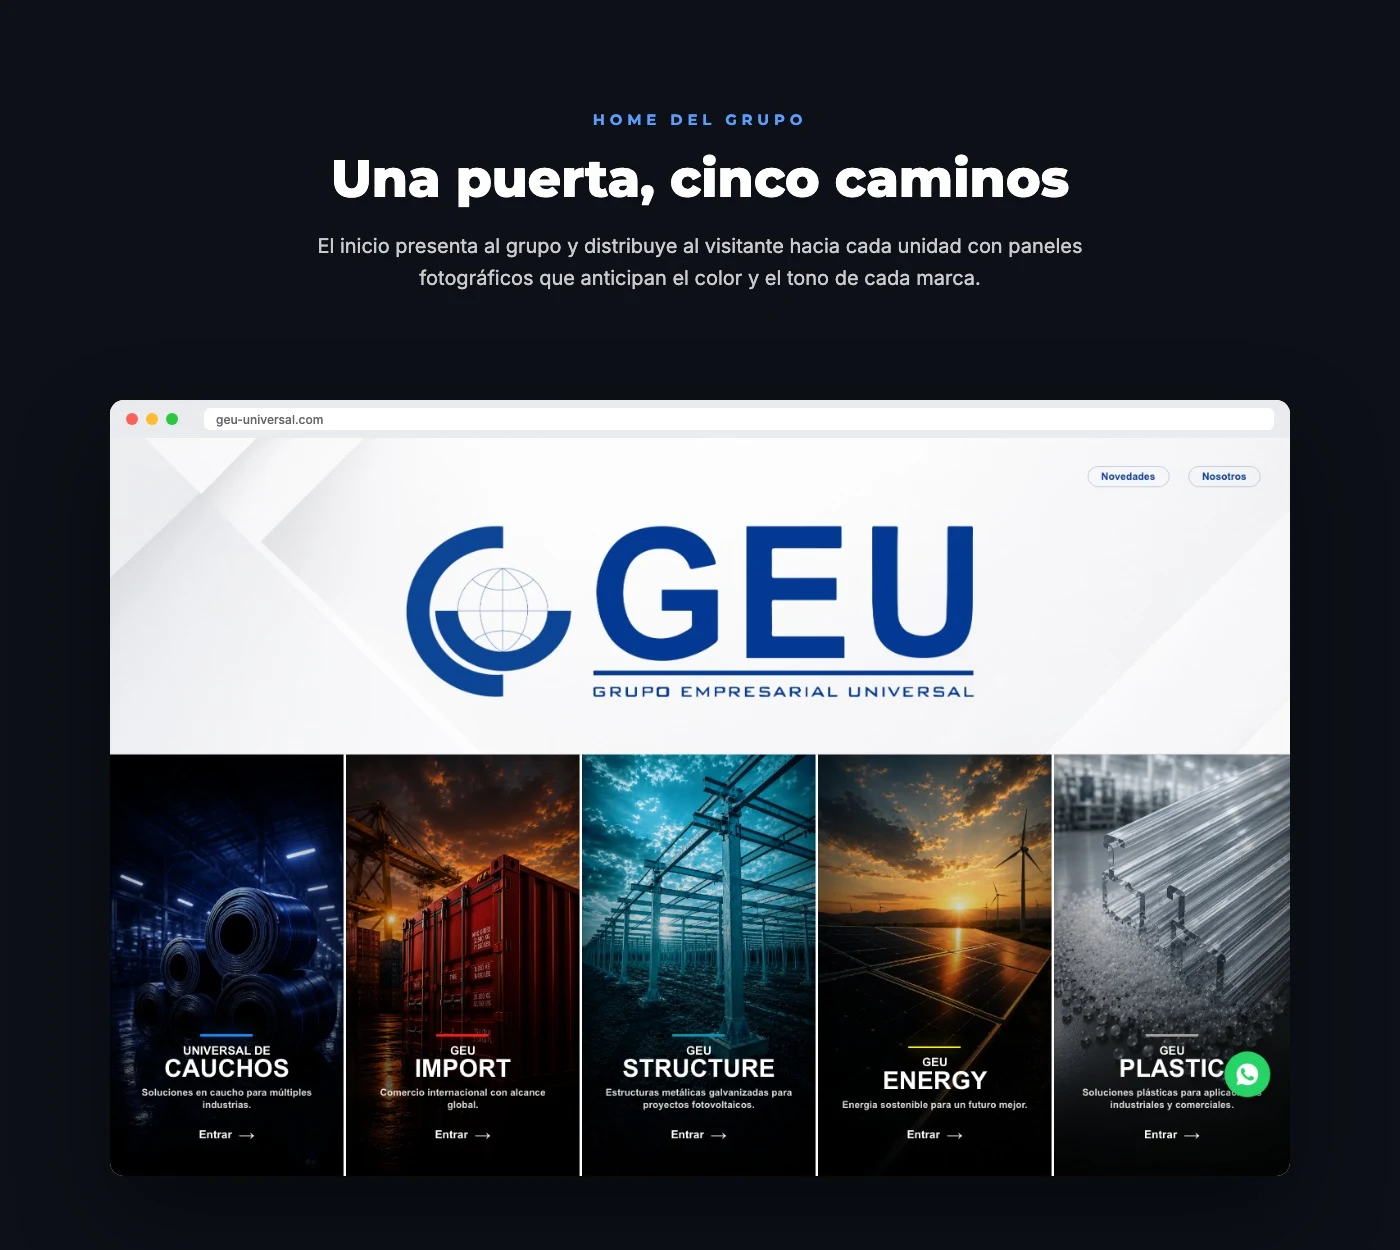 HOME DEL GRUPO
Una puerta, cinco caminos
El inicio presenta al grupo y distribuye al visitante hacia cada unidad con paneles
fotográficos que anticipan el color y el tono de cada marca.
geu-universal.com
Novedades
Nosotros
GEU
GRUPO EMPRESARIAL UNIVERSAL
UNIVERSAL DE
CAUCHOS
Soluciones en caucho para múltiples
industrias.
Entrar →
GEU
IMPORT
Comercio internacional con alcance
global.
Entrar →
GEU
STRUCTURE
Estructuras metálicas galvanizadas para
proyectos fotovoltaicos.
Entrar →
GEU
ENERGY
Energia sostenible para un futuro mejor.
Entrar →
GEU
PLASTIC
Soluciones plásticas para
industriales y comerciales.
Entrar →